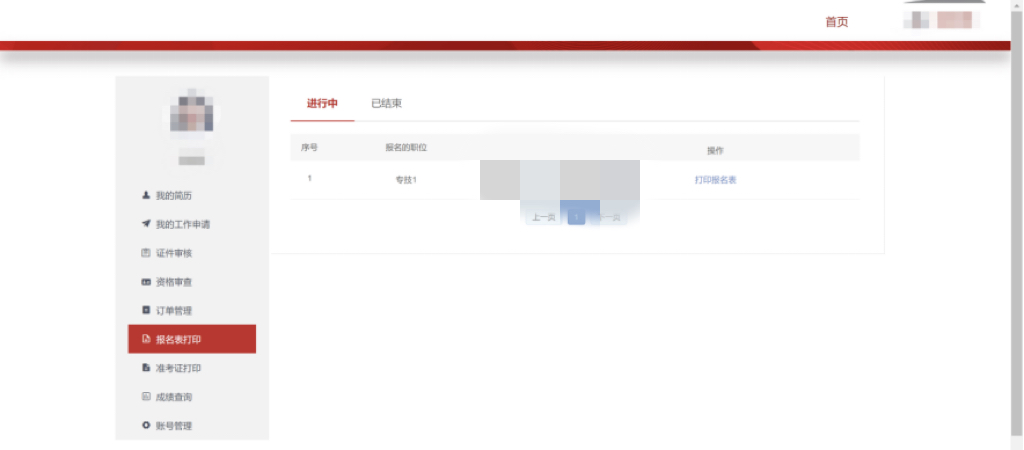 首页
进行中 已结束
序号 报名的职位 操作
1 专技1 打印报名表
上一页 1 一页
我的简历
我的工作申请
证件审核
资格审查
订单管理
报名表打印
准考证打印
成绩查询
账号管理